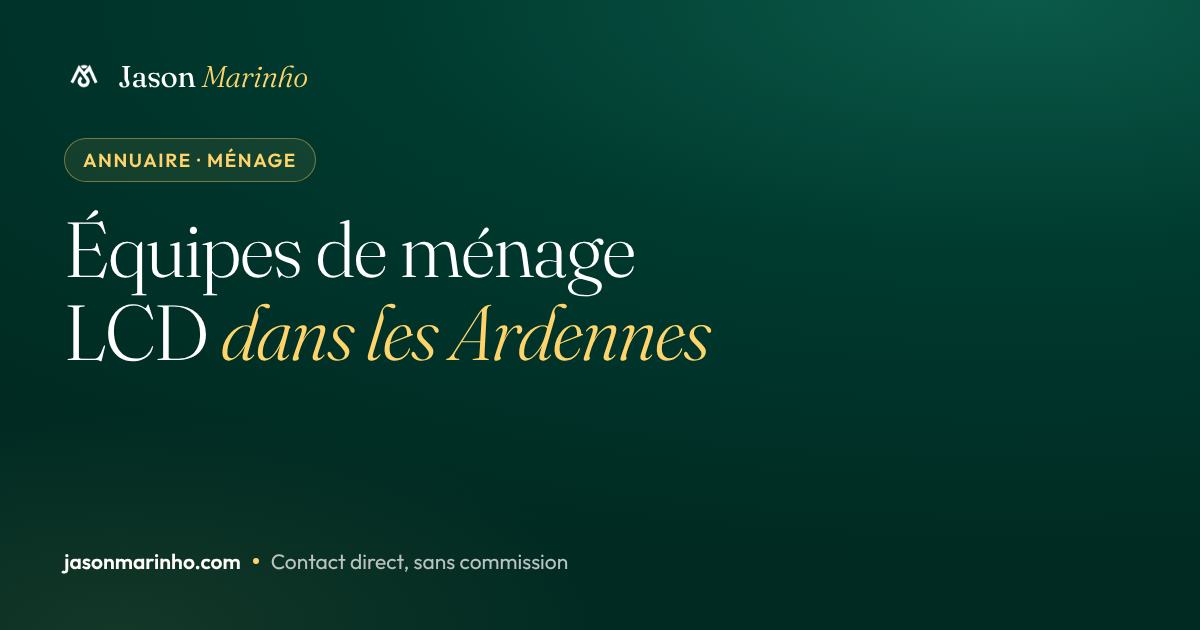 Jason Marinho
ANNUAIRE · MÉNAGE
Équipes de ménage
LCD dans les Ardennes
jasonmarinho.com • Contact direct, sans commission